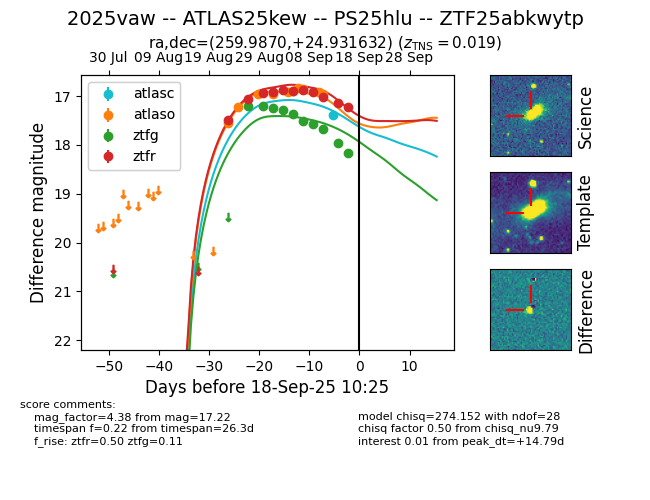 2025vaw -- ATLAS25kew -- PS25hlu -- ZTF25abkwytp
ra,dec=(259.9870,+24.931632) (zTNS = 0.019)
30 Jul 09 Aug 19 Aug 29 Aug 08 Sep 18 Sep 28 Sep
atlasc
atlaso
ztfg
ztfr
17
18
19
20
21
22
Difference magnitude
−50 −40 −30 −20 −10 0 10
Days before 18-Sep-25 10:25
Science
Template
Difference
score comments:
mag_factor=4.38 from mag=17.22
timespan f=0.22 from timespan=26.3d
f_rise: ztfr=0.50 ztfg=0.11
model chisq=274.152 with ndof=28
chisq factor 0.50 from chisq_nu9.79
interest 0.01 from peak_dt=+14.79d